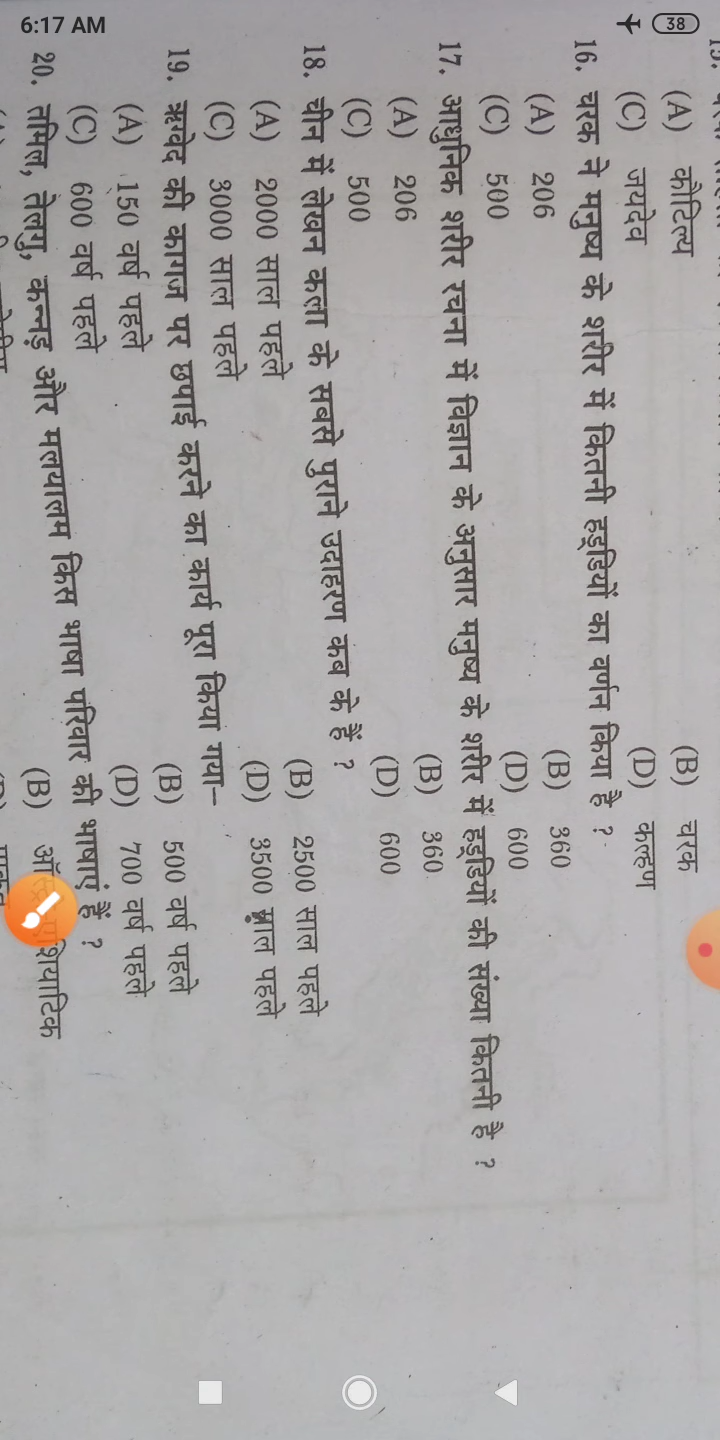 6:17 AM
38
(A) कौटिल्य (B) चरक
(C) जयदेव (D) कल्हण
16. चरक ने मनुष्य के शरीर में कितनी हड्डियों का वर्णन किया है ?
(A) 206 (B) 360
(C) 500 (D) 600
17. आधुनिक शरीर रचना में विज्ञान के अनुसार मनुष्य के शरीर में हड्डियों की संख्या कितनी है ?
(A) 206 (B) 360
(C) 500 (D) 600
18. चीन में लेखन कला के सबसे पुराने उदाहरण कब के हैं ?
(A) 2000 साल पहले (B) 2500 साल पहले
(C) 3000 साल पहले (D) 3500 साल पहले
19. ऋग्वेद की कागज पर छपाई करने का कार्य पूरा किया गया–
(A) 150 वर्ष पहले (B) 500 वर्ष पहले
(C) 600 वर्ष पहले (D) 700 वर्ष पहले
20. तमिल, तेलगु, कन्नड़ और मलयालम किस भाषा परिवार की भाषाएं हैं ?
(B)